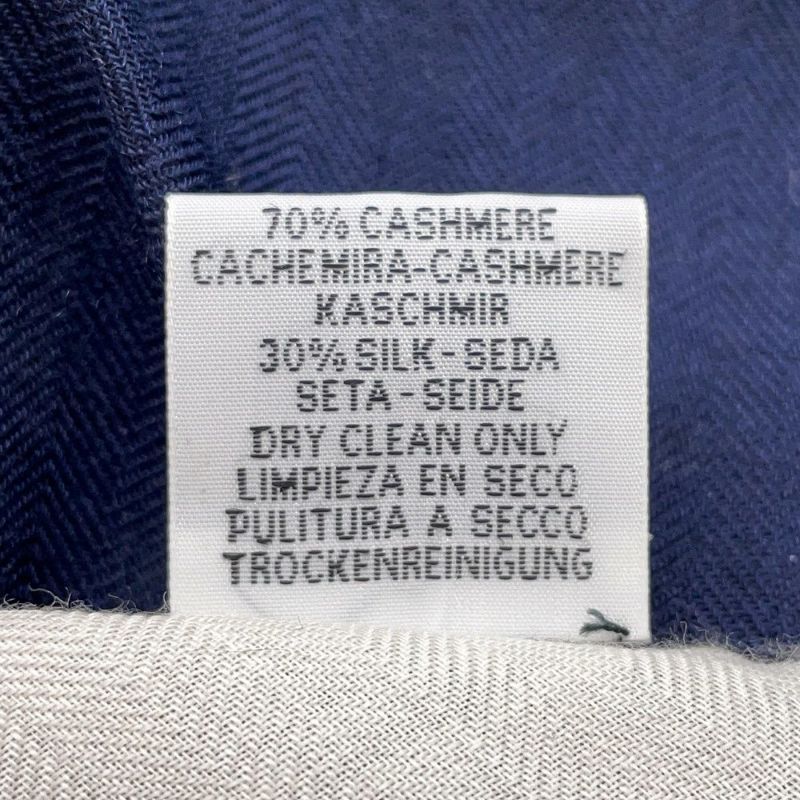 70% CASHMERE
CACHEMIRA-CASHMERE
KASCHMIR
30% SILK-SEDA
SETA-SEIDE
DRY CLEAN ONLY
LIMPIEZA EN SECO
PULITURA A SECCO
TROCKENREINIGUNG